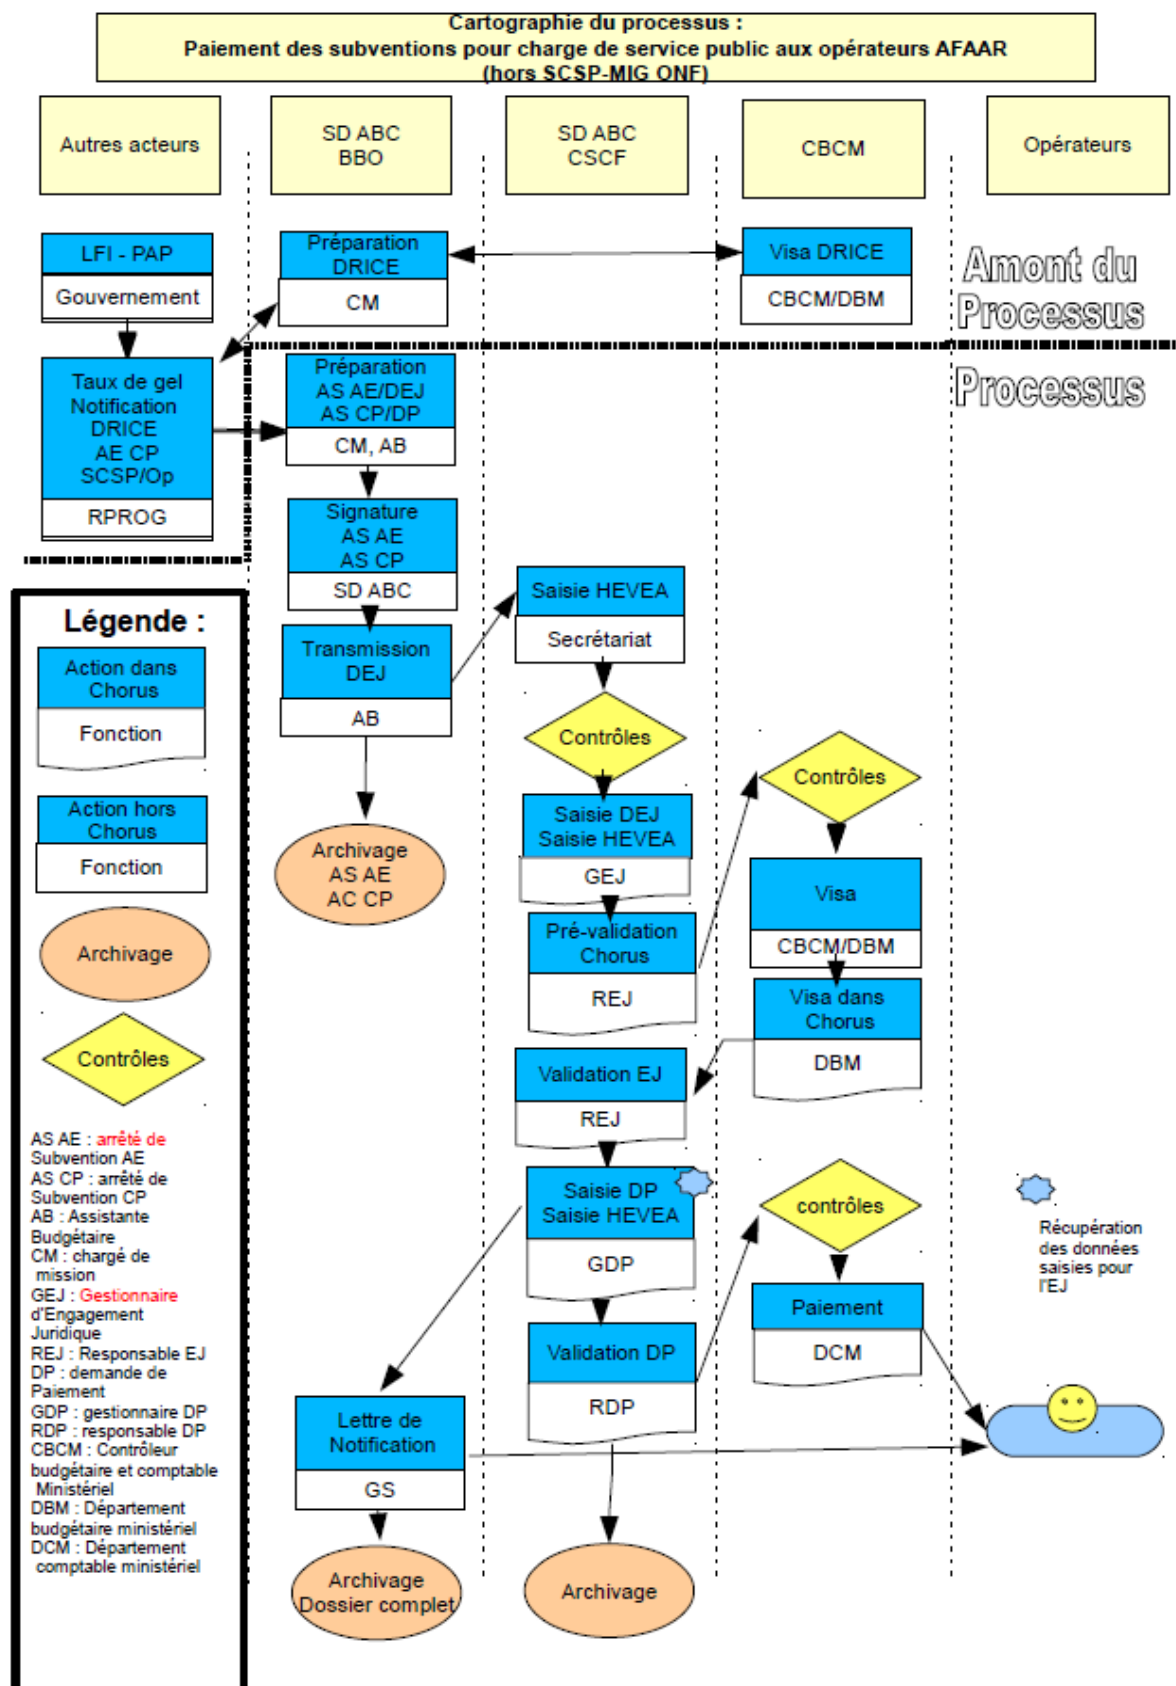 Cartographie du processus :
Paiement des subventions pour charge de service public aux opérateurs AFAAR
(hors SCSP-MIG ONF)
Autres acteurs
SD ABC
BBO
SD ABC
CSCF
CBCM
Opérateurs
LFI - PAP
Gouvernement
Préparation
DRICE
CM
Visa DRICE
CBCM/DBM
Amont du
Processus
Processus
Taux de gel
Notification
DRICE
AE CP
SCSP/Op
RPROG
Préparation
AS AE/DEJ
AS CP/DP
CM, AB
Signature
AS AE
AS CP
SD ABC
Transmission
DEJ
AB
Archivage
AS AE
AC CP
Saisie HEVEA
Secrétariat
Contrôles
Saisie DEJ
Saisie HEVEA
GEJ
Pré-validation
Chorus
REJ
Contrôles
Visa
CBCM/DBM
Visa dans
Chorus
DBM
Validation EJ
REJ
Saisie DP
Saisie HEVEA
GDP
Validation DP
RDP
contrôles
Paiement
DCM
Récupération
des données
saisies pour
l'EJ
Lettre de
Notification
GS
Archivage
Dossier complet
Archivage
Légende :
Action dans
Chorus
Fonction
Action hors
Chorus
Fonction
Archivage
Contrôles
AS AE : arrêté de
Subvention AE
AS CP : arrêté de
Subvention CP
AB : Assistante
Budgétaire
CM : chargé de
mission
GEJ : Gestionnaire
d'Engagement
Juridique
REJ : Responsable EJ
DP : demande de
Paiement
GDP : gestionnaire DP
RDP : responsable DP
CBCM : Contrôleur
budgétaire et comptable
Ministériel
DBM : Département
budgétaire ministériel
DCM : Département
comptable ministériel